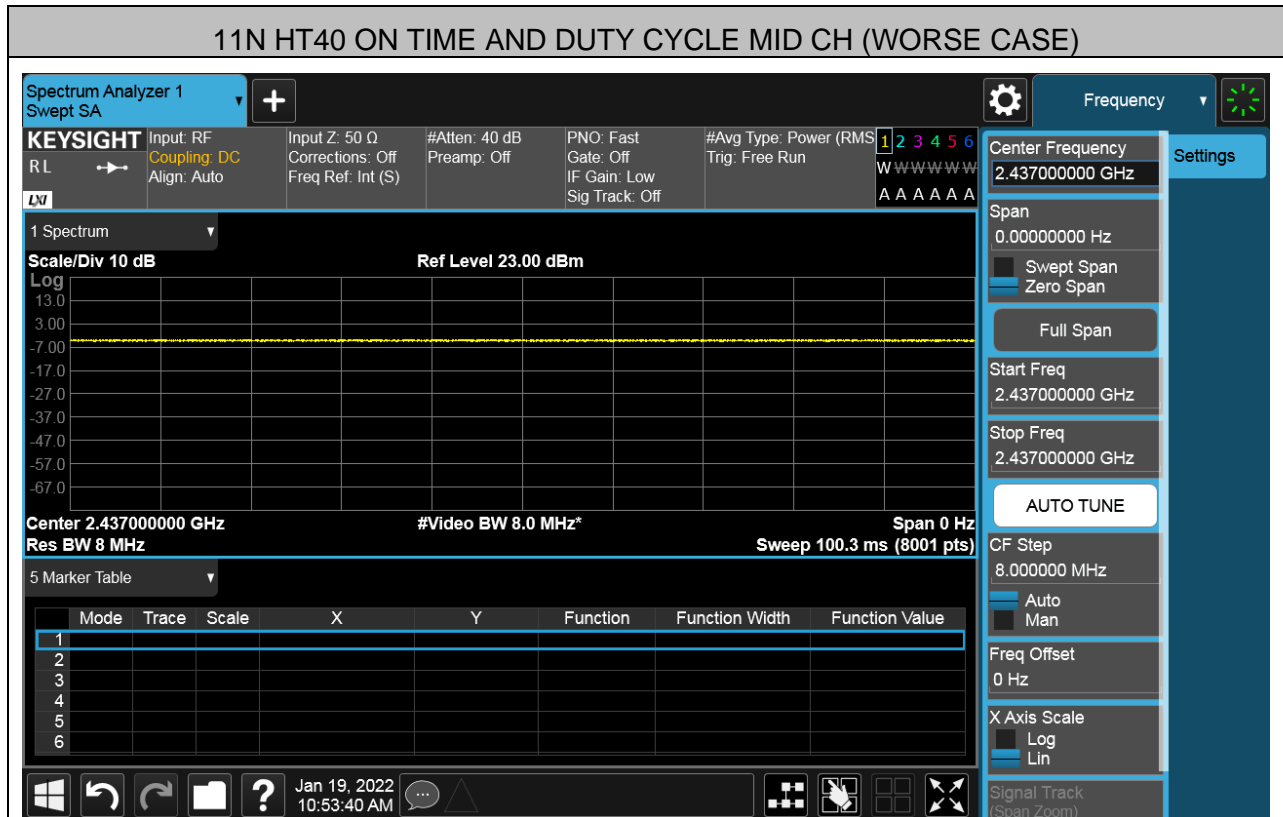 11N HT40 ON TIME AND DUTY CYCLE MID CH (WORSE CASE)
Spectrum Analyzer 1
Swept SA
Frequency
KEYSIGHT
RL
LXI
Input: RF
Coupling: DC
Align: Auto
Input Z: 50 Ω
Corrections: Off
Freq Ref: Int (S)
#Atten: 40 dB
Preamp: Off
PNO: Fast
Gate: Off
IF Gain: Low
Sig Track: Off
#Avg Type: Power (RMS
Trig: Free Run
1 2 3 4 5 6
W W W W W W
A A A A A A
1 Spectrum
Scale/Div 10 dB
Ref Level 23.00 dBm
Log
13.0
3.00
-7.00
-17.0
-27.0
-37.0
-47.0
-57.0
-67.0
Center 2.437000000 GHz
#Video BW 8.0 MHz*
Span 0 Hz
Res BW 8 MHz
Sweep 100.3 ms (8001 pts)
5 Marker Table
Mode Trace Scale X Y Function Function Width Function Value
1
2
3
4
5
6
?
Jan 19, 2022
10:53:40 AM
Center Frequency
2.437000000 GHz
Settings
Span
0.00000000 Hz
Swept Span
Zero Span
Full Span
Start Freq
2.437000000 GHz
Stop Freq
2.437000000 GHz
AUTO TUNE
CF Step
8.000000 MHz
Auto
Man
Freq Offset
0 Hz
X Axis Scale
Log
Lin
Signal Track
(Span Zoom)